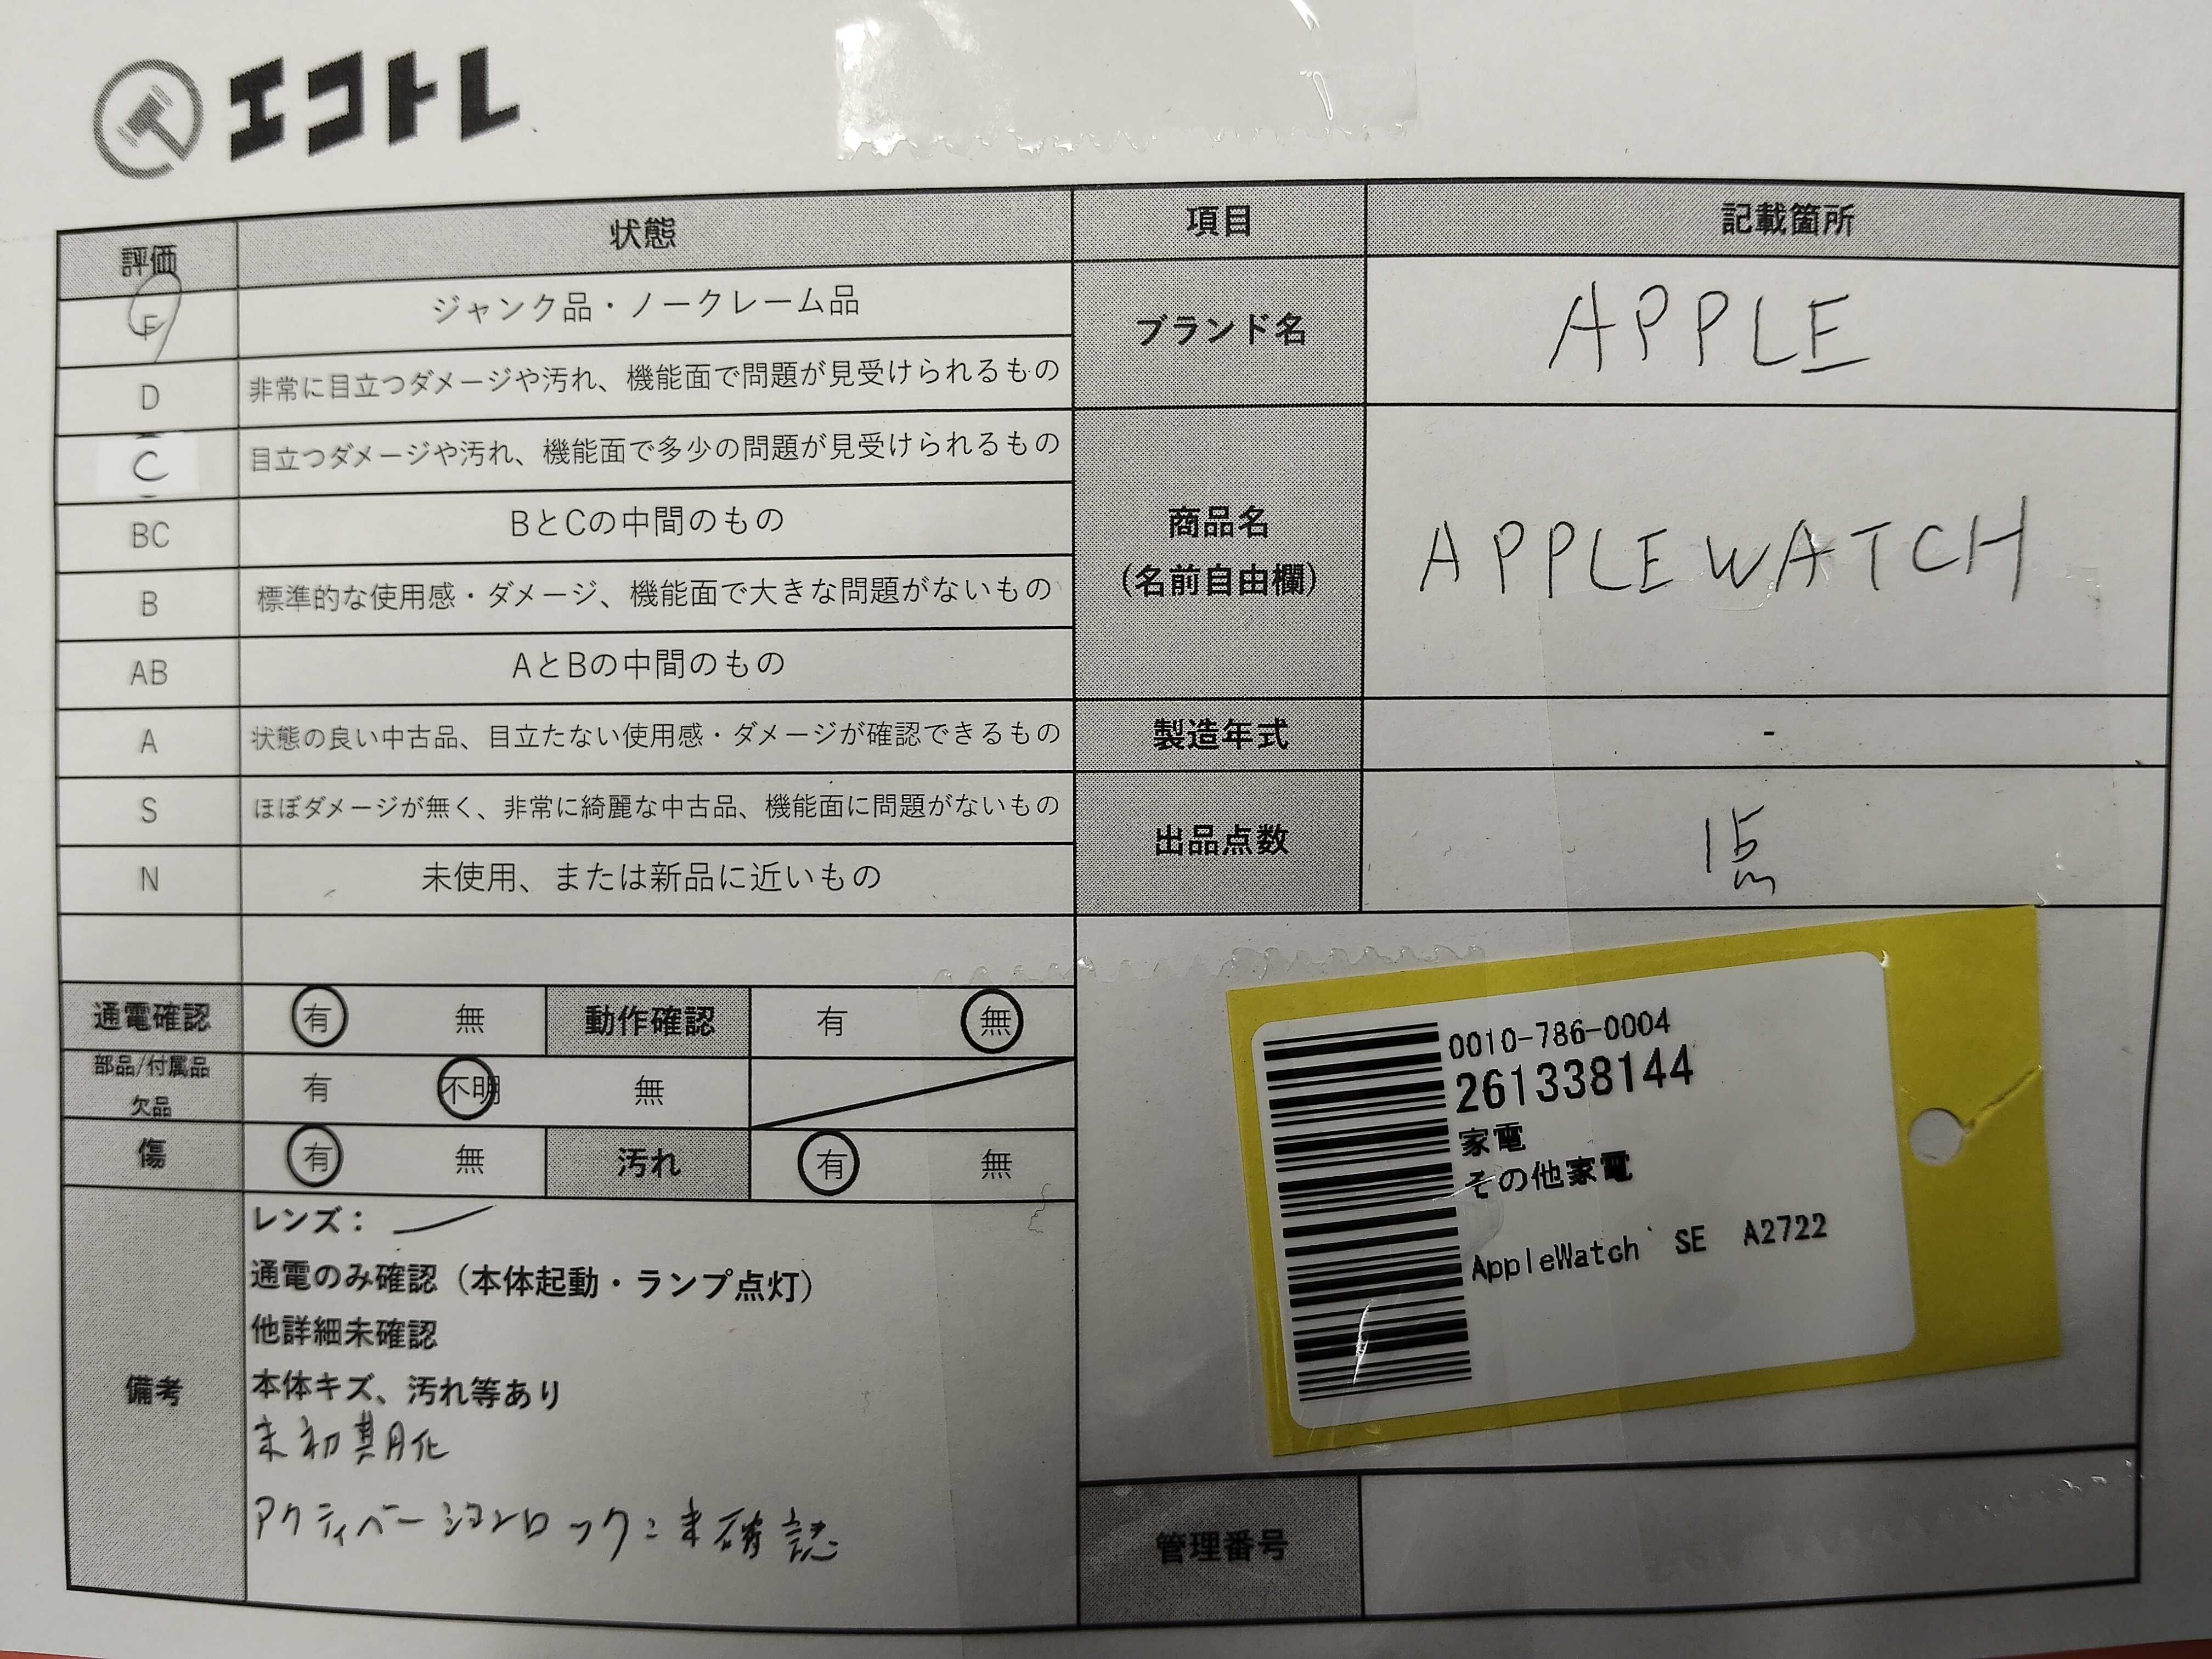 エコトレ
評価 状態 項目 記載箇所
F ジャンク品・ノークレーム品
D 非常に目立つダメージや汚れ、機能面で問題が見受けられるもの
C 目立つダメージや汚れ、機能面で多少の問題が見受けられるもの
BC BとCの中間のもの
B 標準的な使用感・ダメージ、機能面で大きな問題がないもの
AB AとBの中間のもの
A 状態の良い中古品、目立たない使用感・ダメージが確認できるもの
S ほぼダメージが無く、非常に綺麗な中古品、機能面に問題がないもの
N 未使用、または新品に近いもの
ブランド名 APPLE
商品名
（名前自由欄） APPLE WATCH
製造年式 -
出品点数 1点
通電確認 有 無 動作確認 有 無
部品/付属品
欠品 有 不明 無
傷 有 無 汚れ 有 無
備考
レンズ：
通電のみ確認（本体起動・ランプ点灯）
他詳細未確認
本体キズ、汚れ等あり
未初期化
アクティベーションロック：未確認
0010-786-0004
261338144
家電
その他家電
AppleWatch SE A2722
管理番号